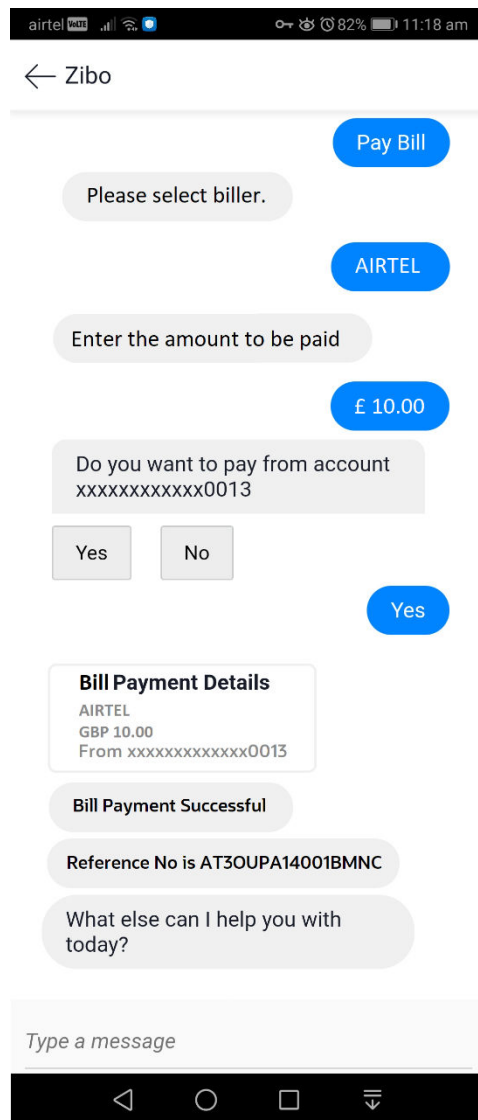 airtel VoLTE 82% 11:18 am
Zibo
Pay Bill
Please select biller.
AIRTEL
Enter the amount to be paid
£ 10.00
Do you want to pay from account
xxxxxxxxxxxx0013
Yes No
Yes
Bill Payment Details
AIRTEL
GBP 10.00
From xxxxxxxxxxxxx0013
Bill Payment Successful
Reference No is AT3OUPA14001BMNC
What else can I help you with
today?
Type a message